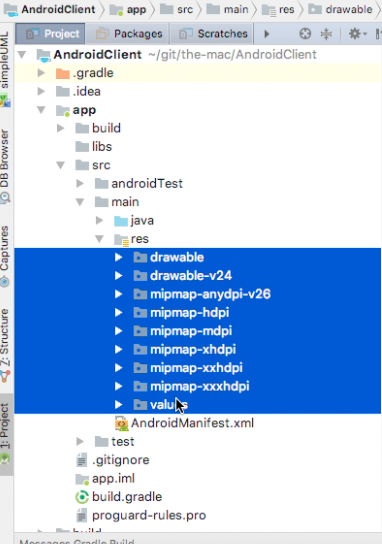 AndroidClient app src main res drawable
Project Packages Scratches
AndroidClient ~/git/the-mac/AndroidClient
.gradle
.idea
app
build
libs
src
androidTest
main
java
res
drawable
drawable-v24
mipmap-anydpi-v26
mipmap-hdpi
mipmap-mdpi
mipmap-xhdpi
mipmap-xxhdpi
mipmap-xxxhdpi
values
AndroidManifest.xml
test
.gitignore
app.iml
build.gradle
proguard-rules.pro
build
Messages Gradle Build
simpleUML
DB Browser
Captures
Z: Structure
1: Project